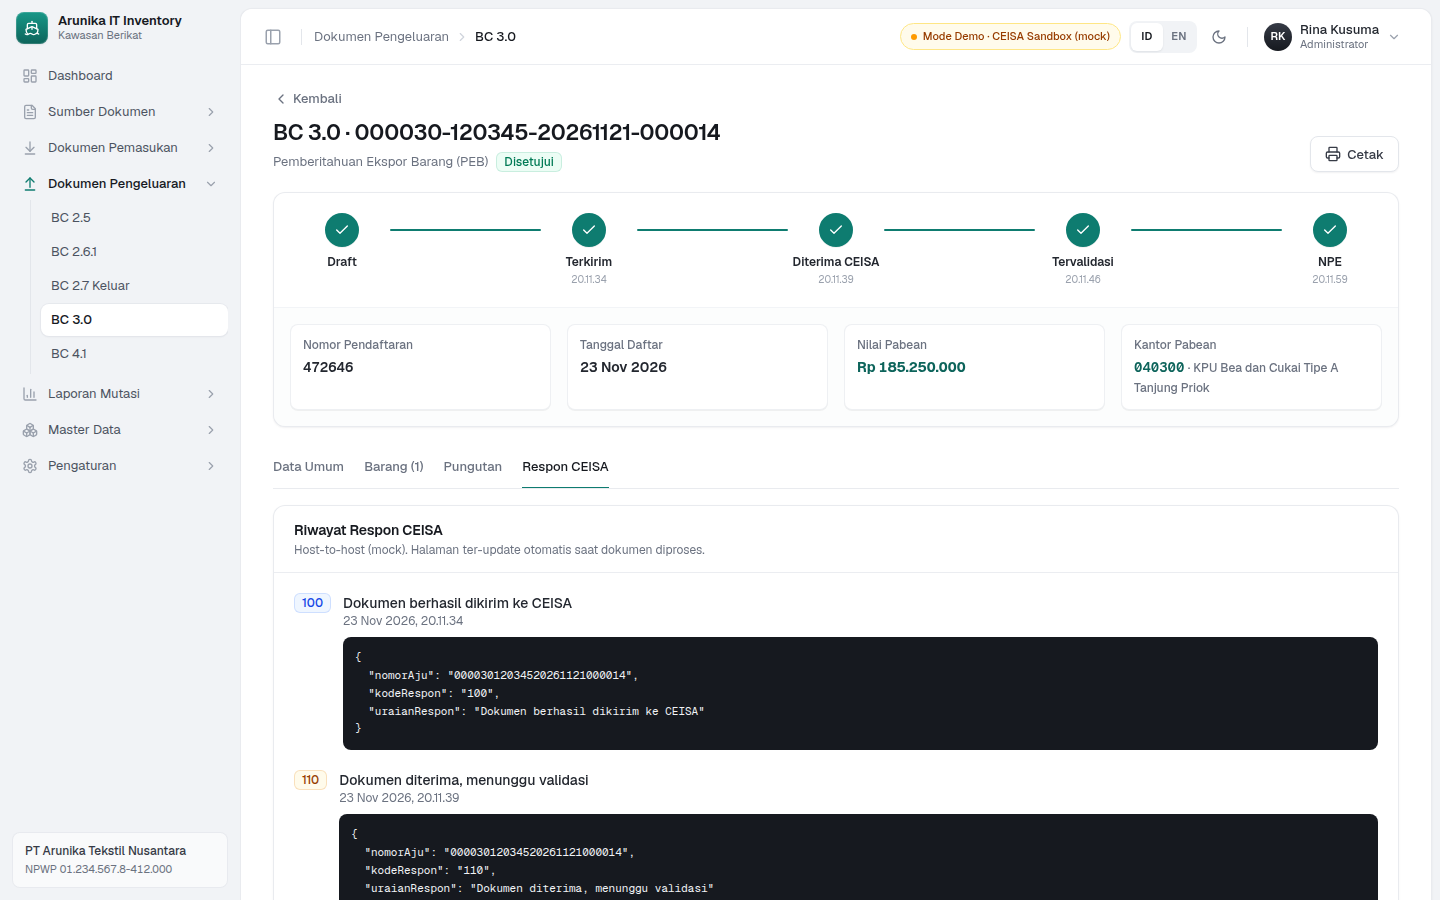 Arunika IT Inventory
Kawasan Berikat
Dashboard
Sumber Dokumen
Dokumen Pemasukan
Dokumen Pengeluaran
BC 2.5
BC 2.6.1
BC 2.7 Keluar
BC 3.0
BC 4.1
Laporan Mutasi
Master Data
Pengaturan
PT Arunika Tekstil Nusantara
NPWP 01.234.567.8-412.000
Dokumen Pengeluaran > BC 3.0
Mode Demo · CEISA Sandbox (mock)
ID EN
RK
Rina Kusuma
Administrator
Kembali
BC 3.0 · 000030-120345-20261121-000014
Pemberitahuan Ekspor Barang (PEB) Disetujui
Cetak
Draft
Terkirim
20.11.34
Diterima CEISA
20.11.39
Tervalidasi
20.11.46
NPE
20.11.59
Nomor Pendaftaran
472646
Tanggal Daftar
23 Nov 2026
Nilai Pabean
Rp 185.250.000
Kantor Pabean
040300 · KPU Bea dan Cukai Tipe A
Tanjung Priok
Data Umum Barang (1) Pungutan Respon CEISA
Riwayat Respon CEISA
Host-to-host (mock). Halaman ter-update otomatis saat dokumen diproses.
100 Dokumen berhasil dikirim ke CEISA
23 Nov 2026, 20.11.34
{
"nomorAju": "00003012034520261121000014",
"kodeRespon": "100",
"uraianRespon": "Dokumen berhasil dikirim ke CEISA"
}
110 Dokumen diterima, menunggu validasi
23 Nov 2026, 20.11.39
{
"nomorAju": "00003012034520261121000014",
"kodeRespon": "110",
"uraianRespon": "Dokumen diterima, menunggu validasi"